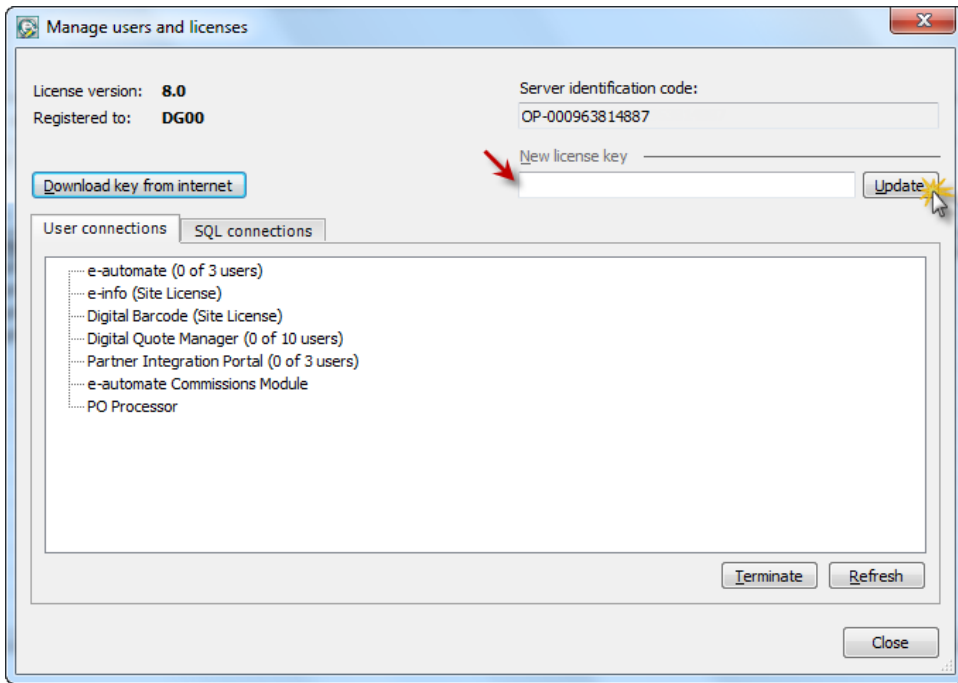 Manage users and licenses
License version: 8.0
Registered to: DG00
Server identification code:
OP-000963814887
New license key
Download key from internet
Update
User connections
SQL connections
e-automate (0 of 3 users)
e-info (Site License)
Digital Barcode (Site License)
Digital Quote Manager (0 of 10 users)
Partner Integration Portal (0 of 3 users)
e-automate Commissions Module
PO Processor
Terminate
Refresh
Close